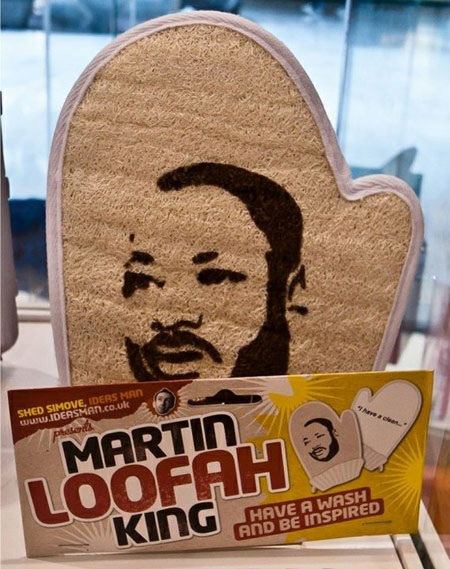 SHED SIMOVE, IDEAS MAN
WWW.IDEASMAN.co.uk
presents
MARTIN
LOOFAH
KING
"I have a clean..."
HAVE A WASH
AND BE INSPIRED